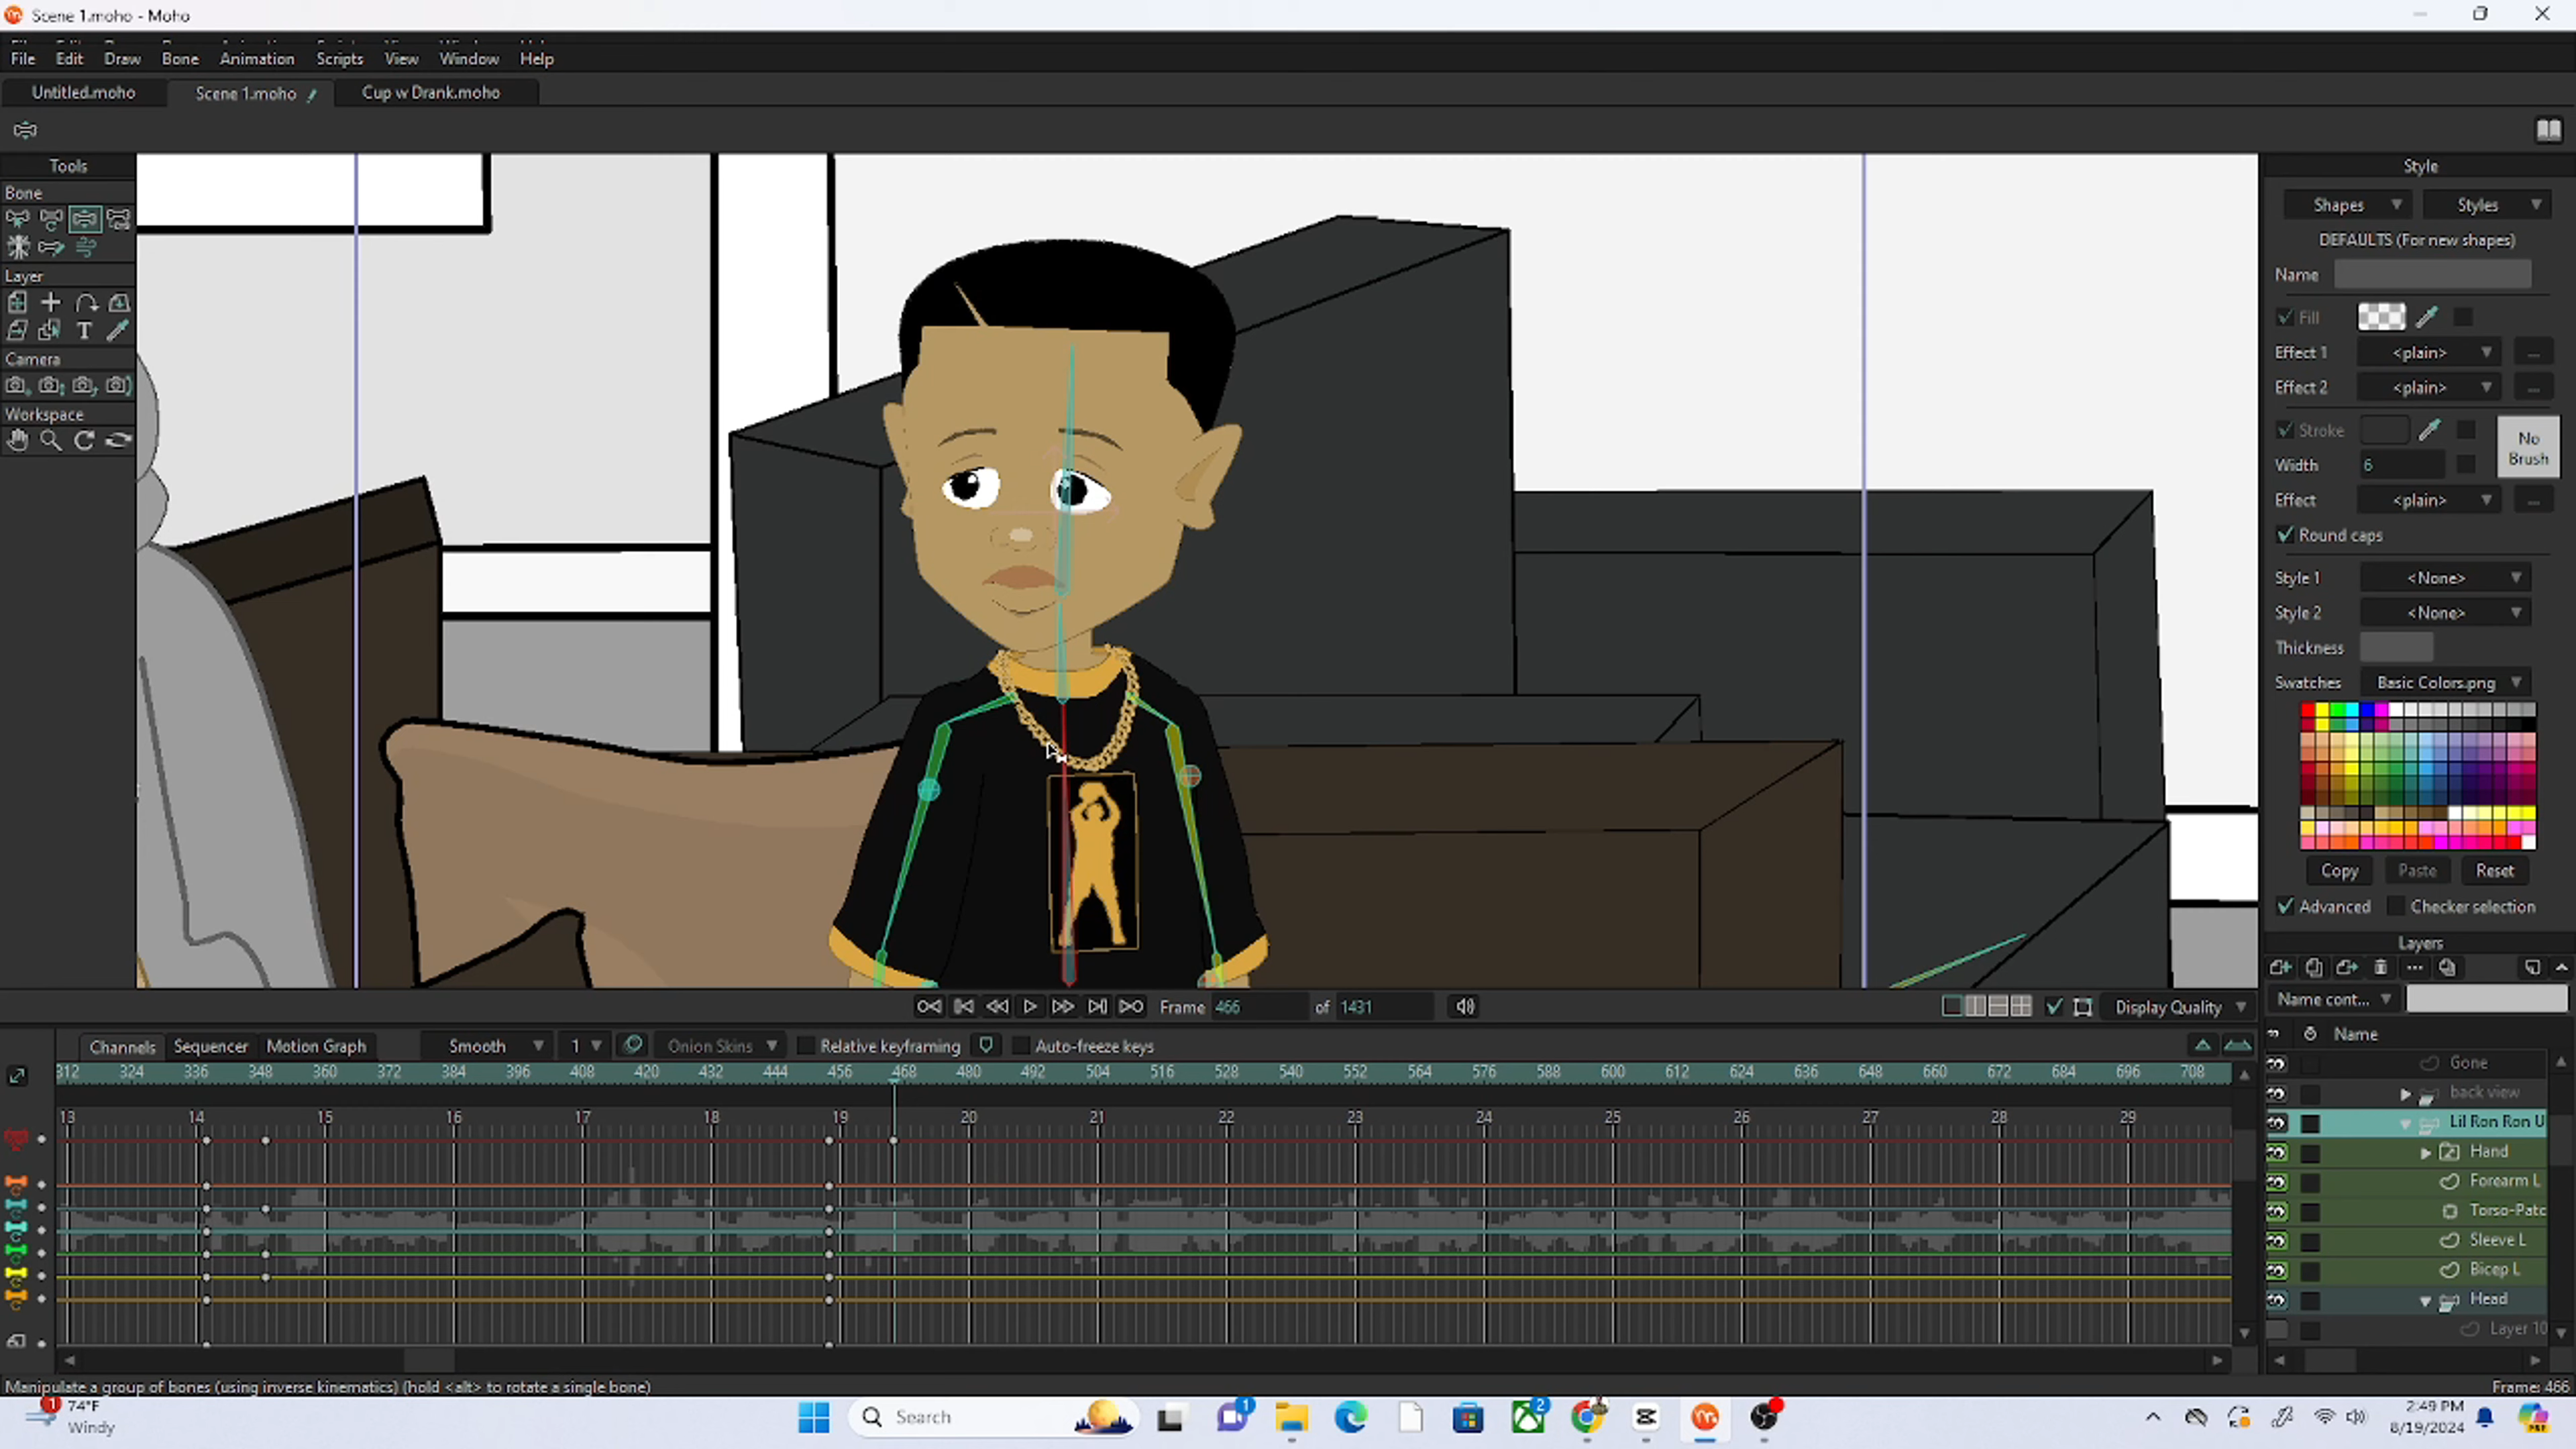 Scene 1.moho - Moho
File Edit Draw Bone Animation Scripts View Window Help
Untitled.moho Scene 1.moho Cup w Drank.moho
Tools
Bone
Layer
Camera
Workspace
Style
Shapes Styles
DEFAULTS (For new shapes)
Name
Fill
Effect 1 <plain> ...
Effect 2 <plain> ...
Stroke
No Brush
Width 6
Effect <plain> ...
Round caps
Style 1 <None>
Style 2 <None>
Thickness
Swatches Basic Colors.png
Copy Paste Reset
Advanced Checker selection
Layers
Name cont...
Name
Gone
back view
Lil Ron Ron U
Hand
Forearm L
Torso-Patc
Sleeve L
Bicep L
Head
Layer 10
Frame 466 of 1431 Display Quality
Channels Sequencer Motion Graph Smooth 1 Onion Skins Relative keyframing Auto-freeze keys
312 324 336 348 360 372 384 396 408 420 432 444 456 468 480 492 504 516 528 540 552 564 576 588 600 612 624 636 648 660 672 684 696 708
13 14 15 16 17 18 19 20 21 22 23 24 25 26 27 28 29
Manipulate a group of bones (using inverse kinematics) (hold <alt> to rotate a single bone) Frame: 466
1 74°F
Windy
Search
1
2
2:49 PM
8/19/2024